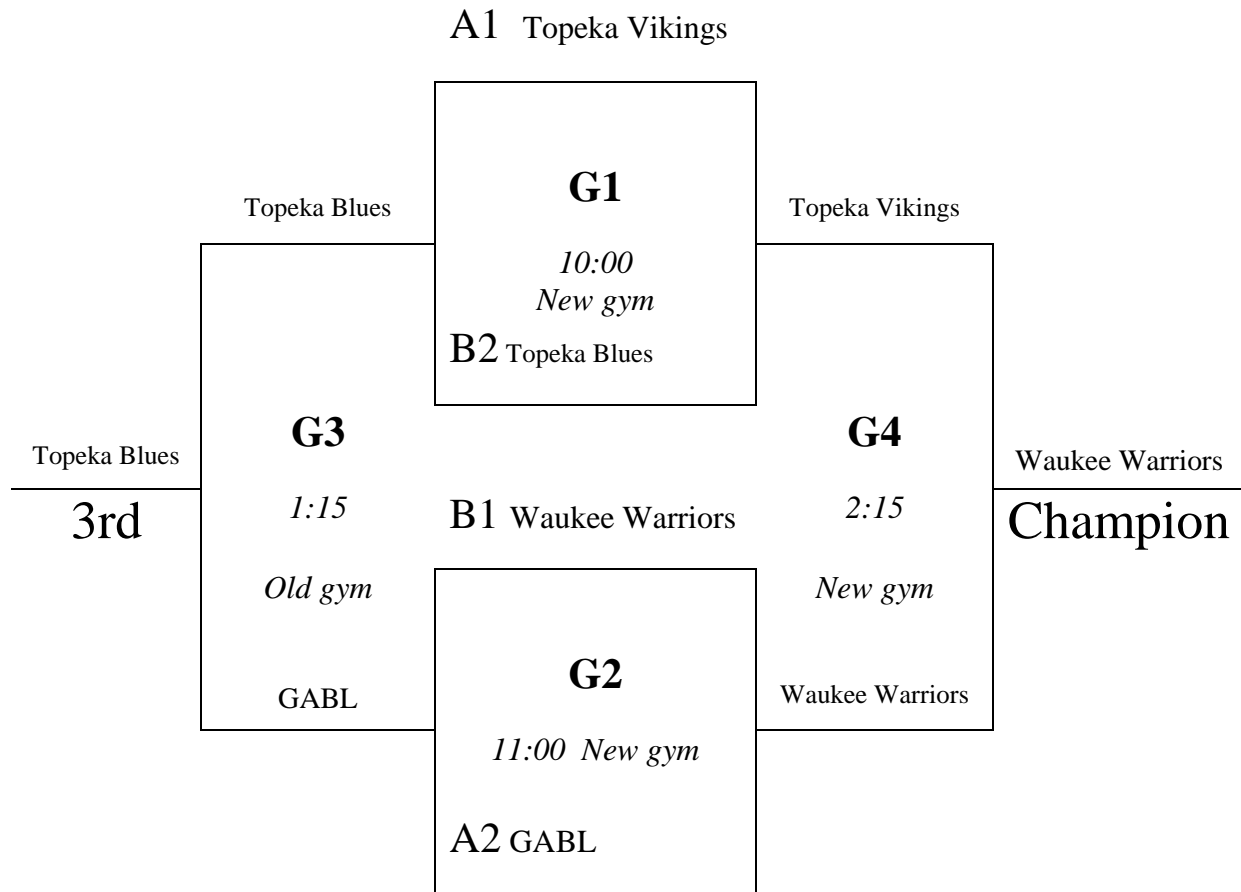 A1 Topeka Vikings
G1
Topeka Blues
Topeka Vikings
10:00
New gym
B2 Topeka Blues
G3
G4
Topeka Blues
Waukee Warriors
3rd
1:15
B1 Waukee Warriors
2:15
Champion
Old gym
New gym
G2
GABL
Waukee Warriors
11:00 New gym
A2 GABL